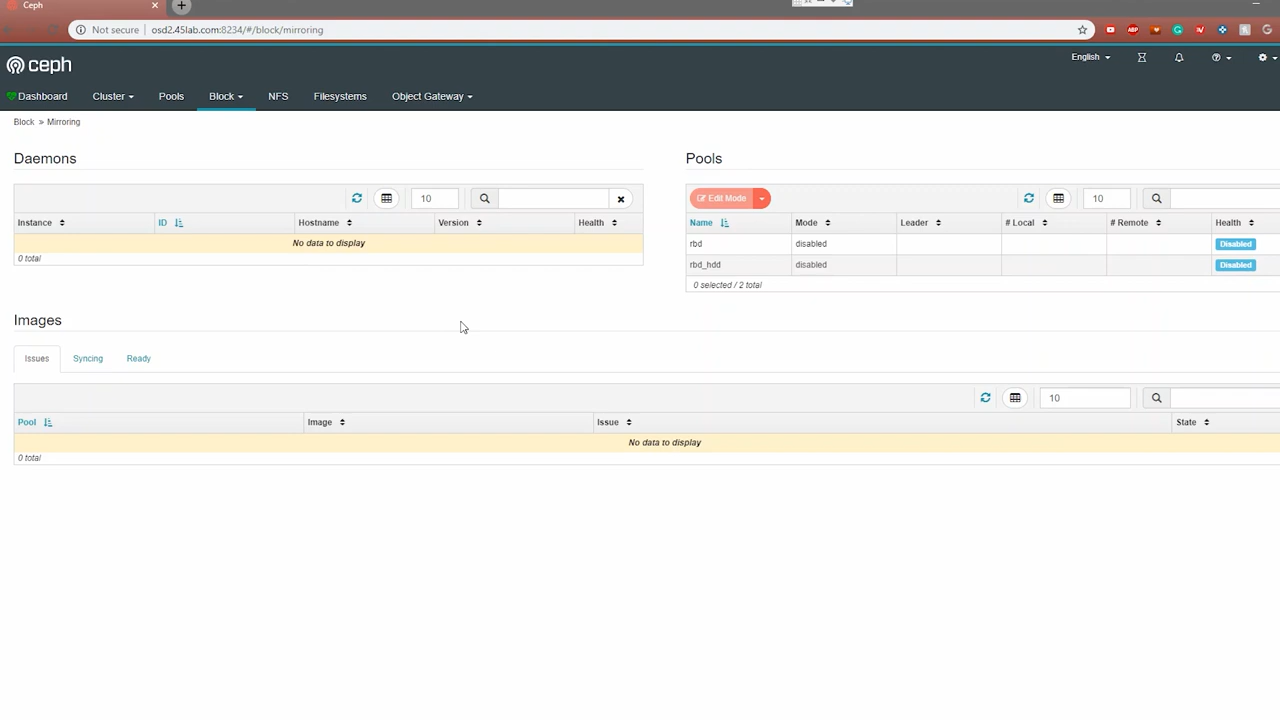 Ceph
Not secure osd2.45lab.com:8234/#/block/mirroring
ceph
English
Dashboard Cluster Pools Block NFS Filesystems Object Gateway
Block » Mirroring
Daemons
10
Instance ID Hostname Version Health
No data to display
0 total
Pools
Edit Mode 10
Name Mode Leader # Local # Remote Health
rbd disabled Disabled
rbd_hdd disabled Disabled
0 selected / 2 total
Images
Issues Syncing Ready
10
Pool Image Issue State
No data to display
0 total